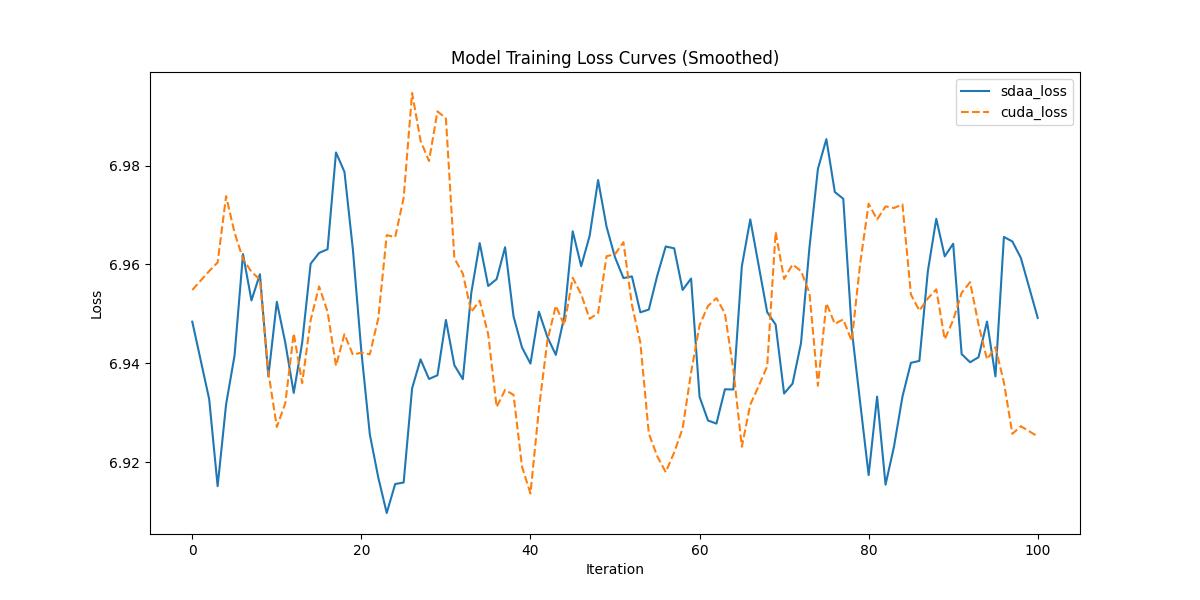 Model Training Loss Curves (Smoothed)
sdaa_loss
cuda_loss
Loss
6.98
6.96
6.94
6.92
0 20 40 60 80 100
Iteration